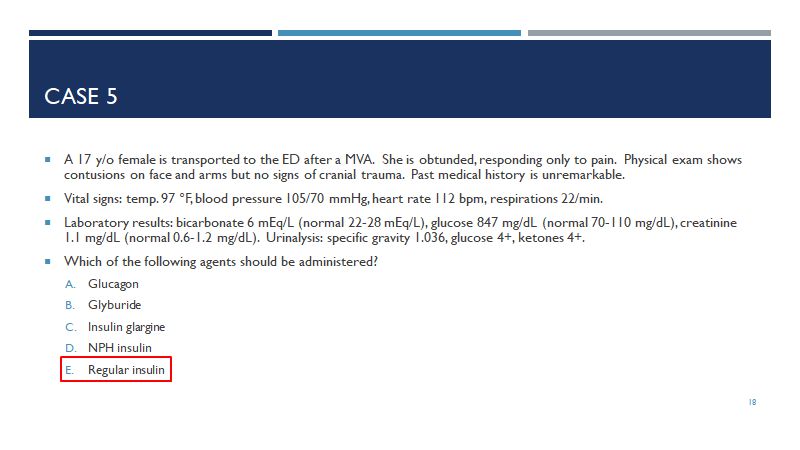 CASE 5
A 17 y/o female is transported to the ED after a MVA. She is obtunded, responding only to pain. Physical exam shows
contusions on face and arms but no signs of cranial trauma. Past medical history is unremarkable.
Vital signs: temp. 97 °F, blood pressure 105/70 mmHg, heart rate 112 bpm, respirations 22/min.
Laboratory results: bicarbonate 6 mEq/L (normal 22-28 mEq/L), glucose 847 mg/dL (normal 70-110 mg/dL), creatinine
1.1 mg/dL (normal 0.6-1.2 mg/dL). Urinalysis: specific gravity 1.036, glucose 4+, ketones 4+.
Which of the following agents should be administered?
A. Glucagon
B. Glyburide
C. Insulin glargine
D. NPH insulin
E. Regular insulin
18